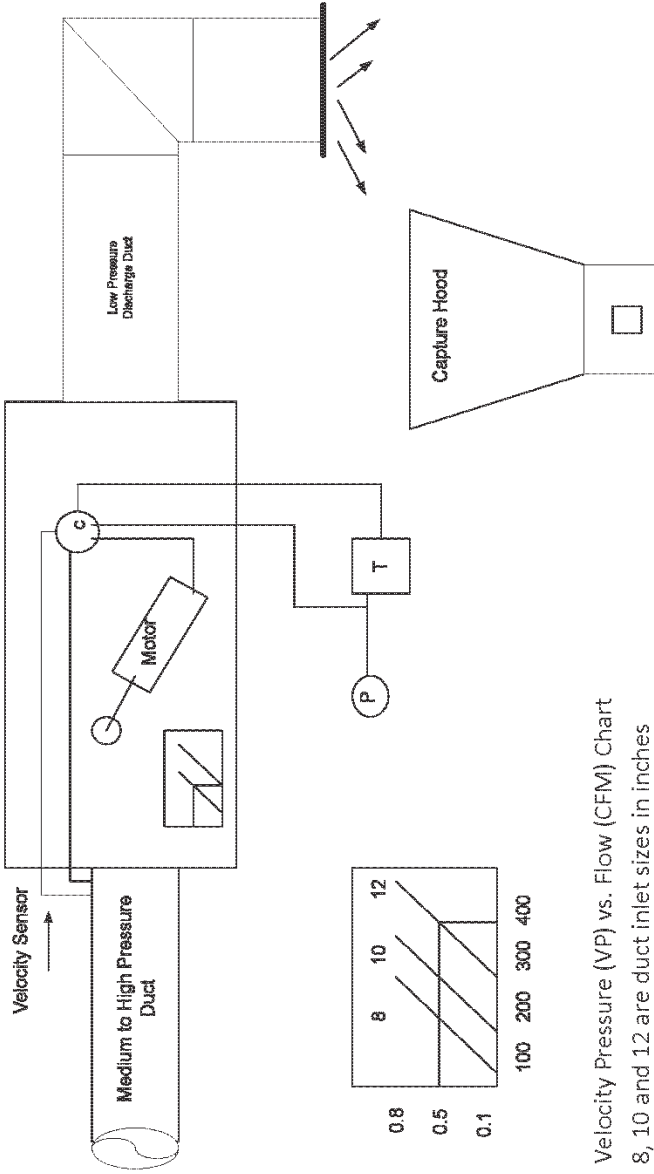 Velocity Sensor
Medium to High Pressure
Duct
Motor
C
Low Pressure
Discharge Duct
P
T
Capture Hood
8 10 12
0.8
0.5
0.1
100 200 300 400
Velocity Pressure (VP) vs. Flow (CFM) Chart
8, 10 and 12 are duct inlet sizes in inches